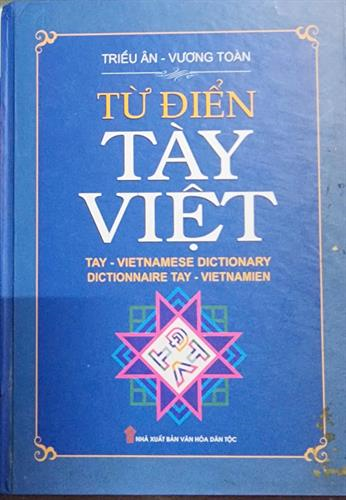 TRIỀU ÂN - VƯƠNG TOÀN
TỪ ĐIỂN
TÀY
VIỆT
TAY - VIETNAMESE DICTIONARY
DICTIONNAIRE TAY - VIETNAMIEN
NHÀ XUẤT BẢN VĂN HÓA DÂN TỘC